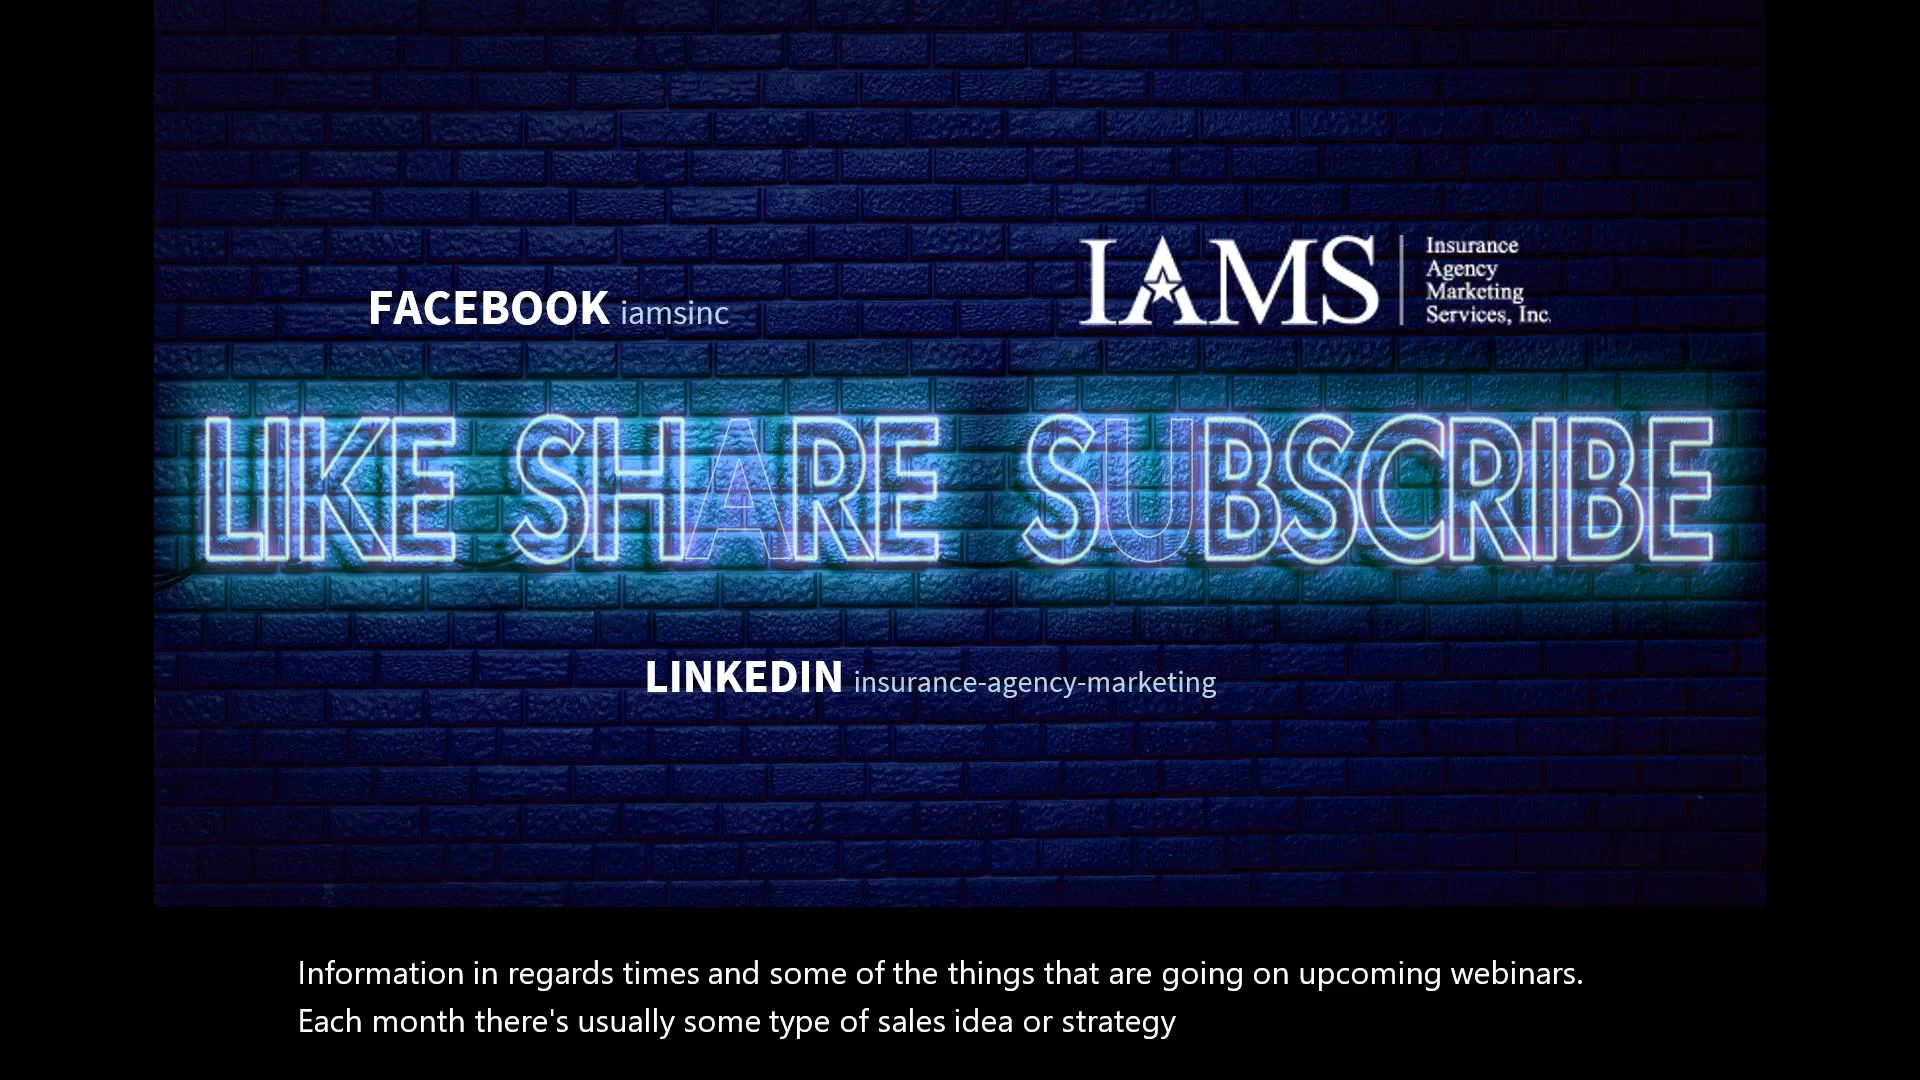 IAMS
Insurance
Agency
Marketing
Services, Inc.
FACEBOOK iamsinc
LIKE SHARE SUBSCRIBE
LINKEDIN insurance-agency-marketing
Information in regards times and some of the things that are going on upcoming webinars.
Each month there's usually some type of sales idea or strategy